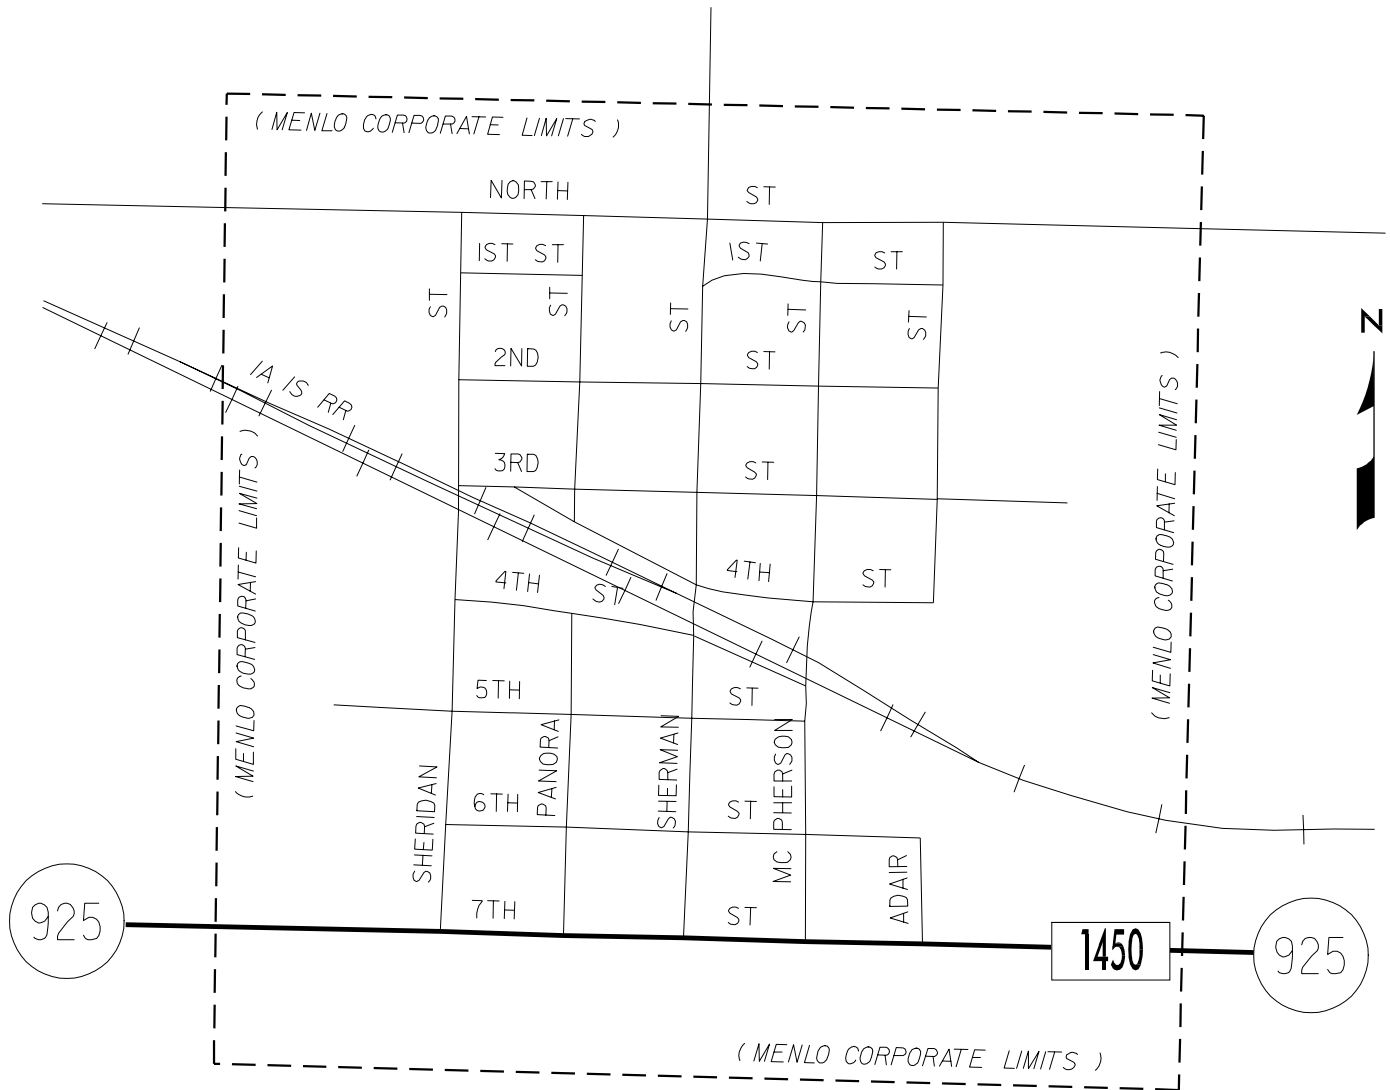 ( MENLO CORPORATE LIMITS )
NORTH ST
1ST ST
1ST ST
ST
ST
ST
ST
ST
N
2ND ST
IA IS RR
3RD ST
( MENLO CORPORATE LIMITS )
( MENLO CORPORATE LIMITS )
4TH ST
4TH ST
5TH ST
SHERIDAN
PANORA
SHERMAN
MC PHERSON
ADAIR
6TH ST
7TH ST
925
1450
925
( MENLO CORPORATE LIMITS )